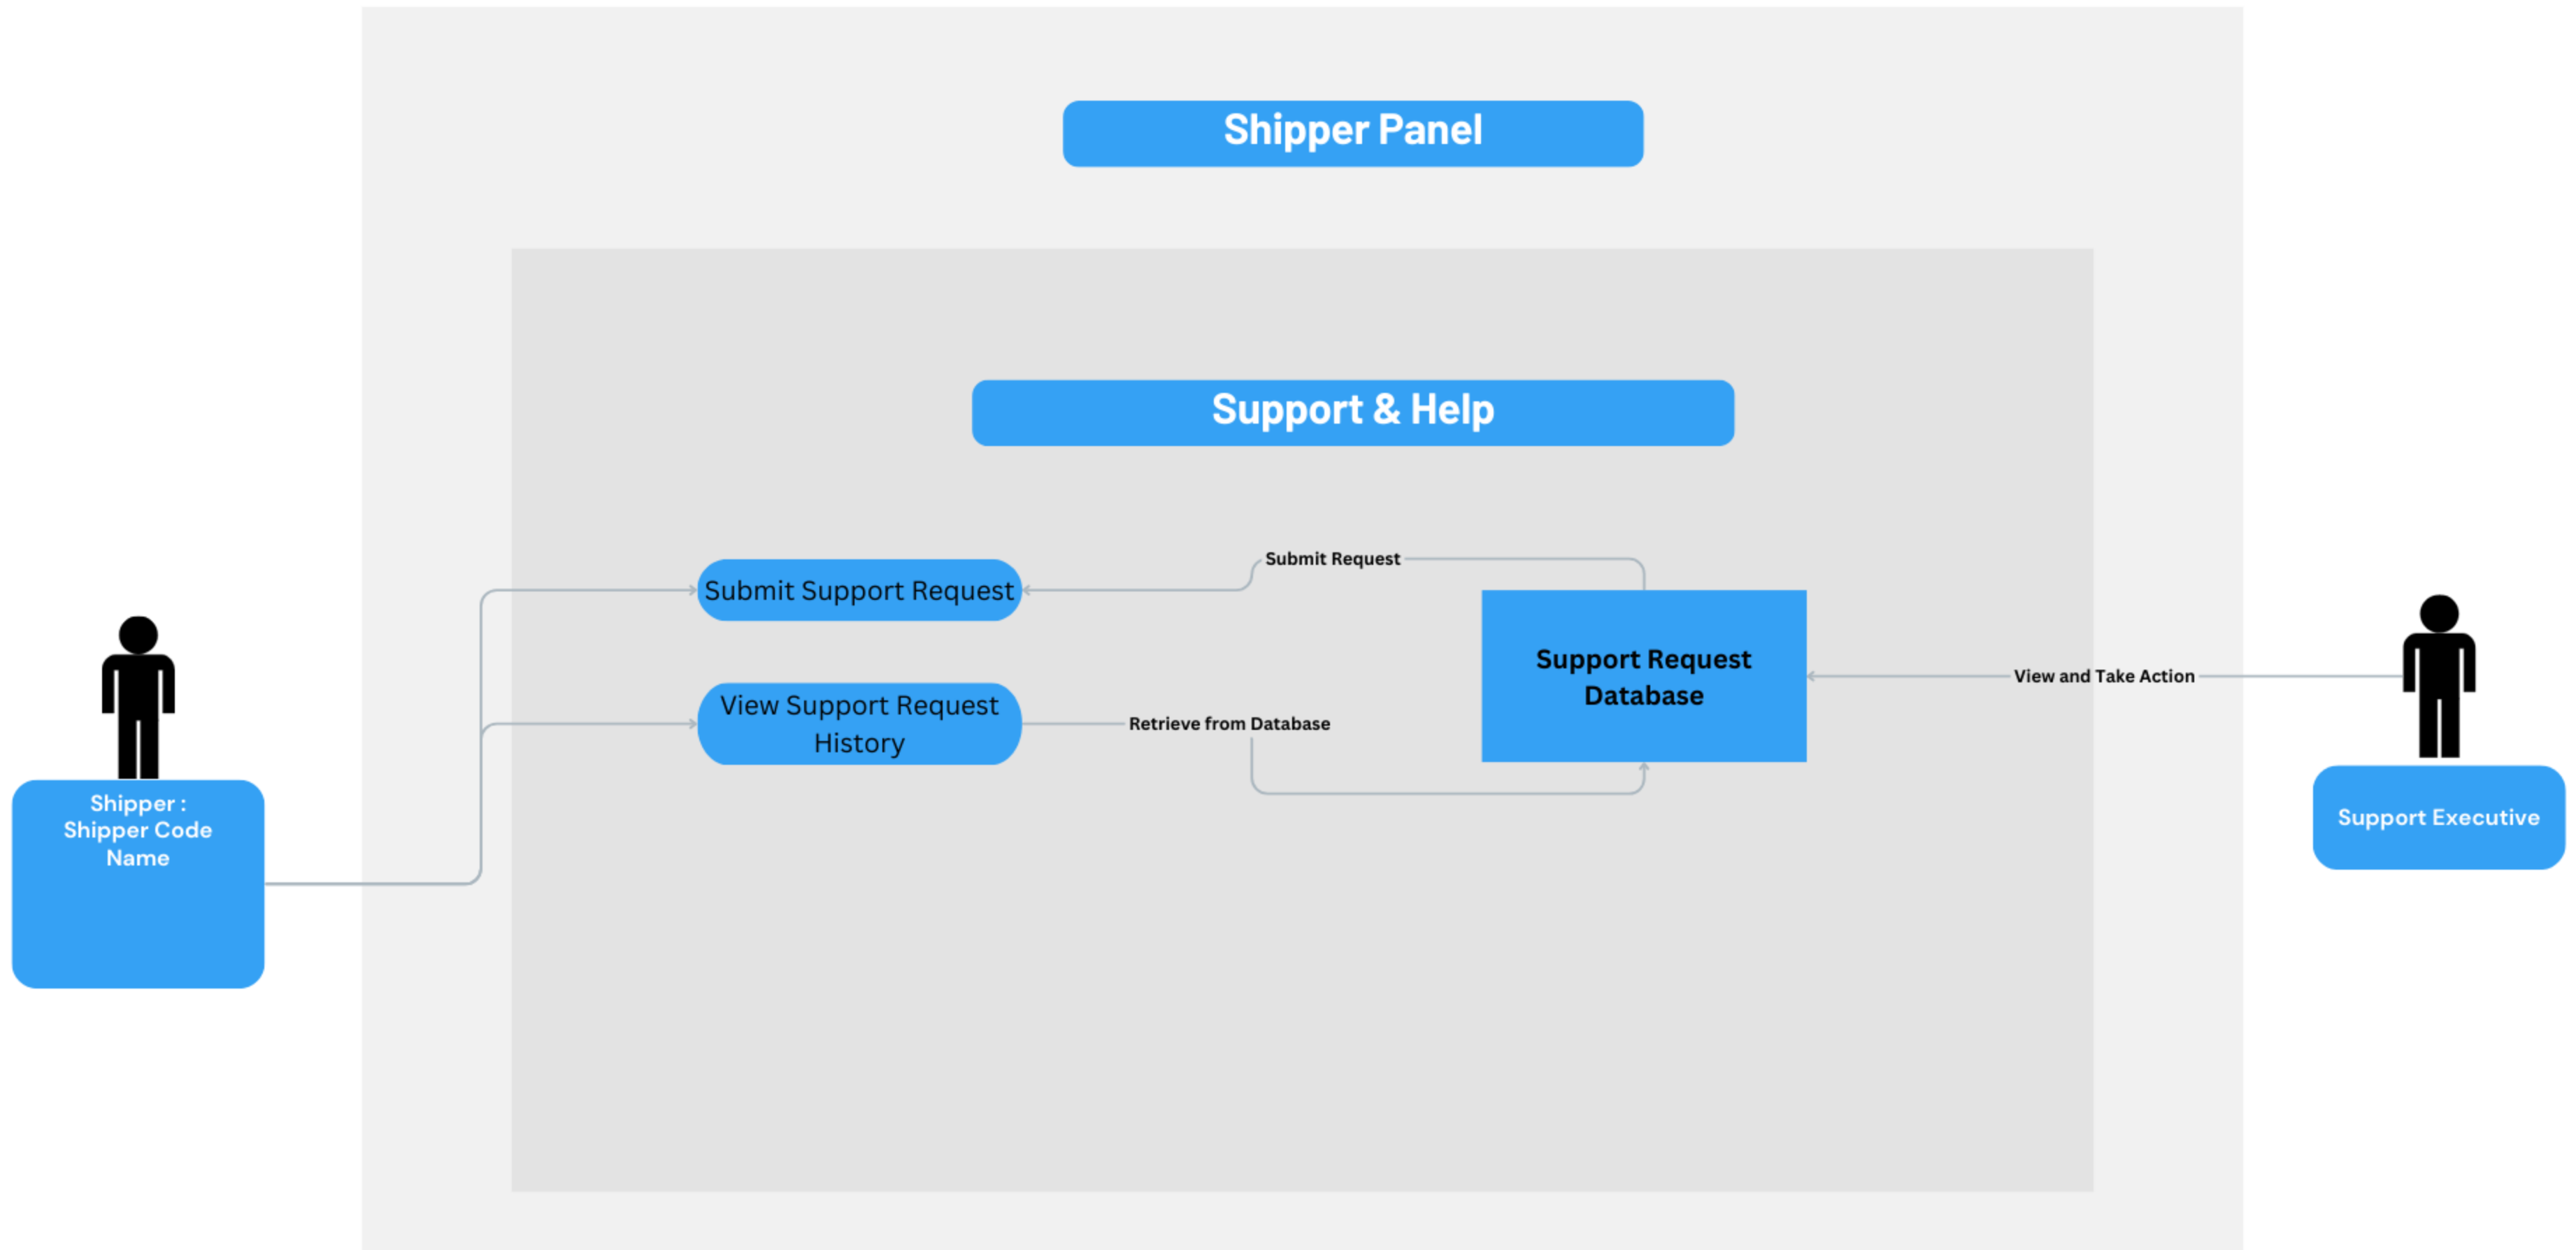 Shipper Panel
Support & Help
Submit Request
Submit Support Request
Support Request
Database
View and Take Action
View Support Request
History
Retrieve from Database
Shipper :
Shipper Code
Name
Support Executive